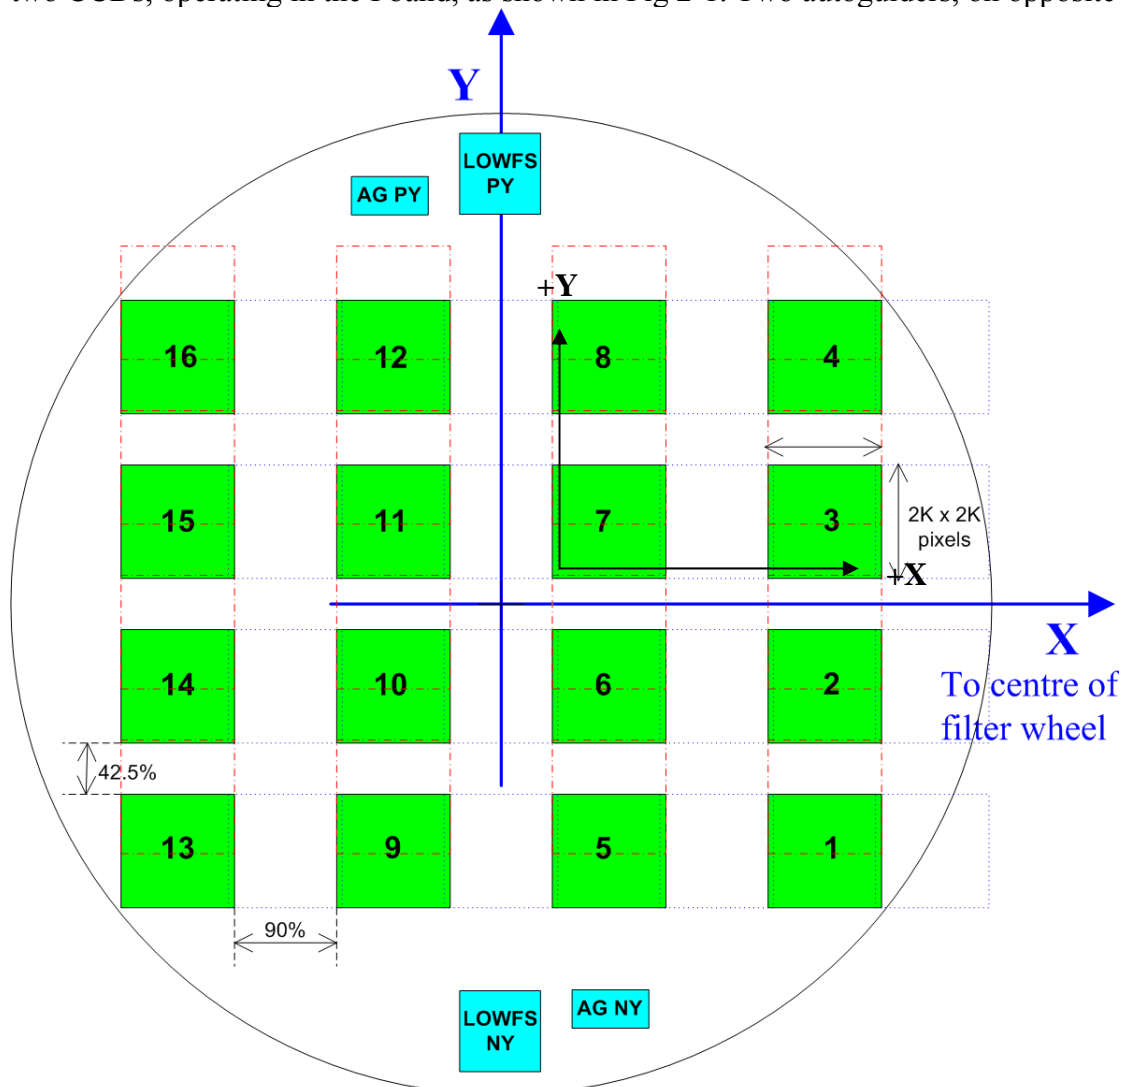 two CCDs, operating in the I-band, as shown in Fig 2-1. Two autoguiders, on opposite
Y
LOWFS
PY
AG PY
+Y
16 12 8 4
15 11 7 3
2K x 2K
pixels
+X
X
14 10 6 2
To centre of
filter wheel
42.5%
13 9 5 1
90%
LOWFS
NY
AG NY